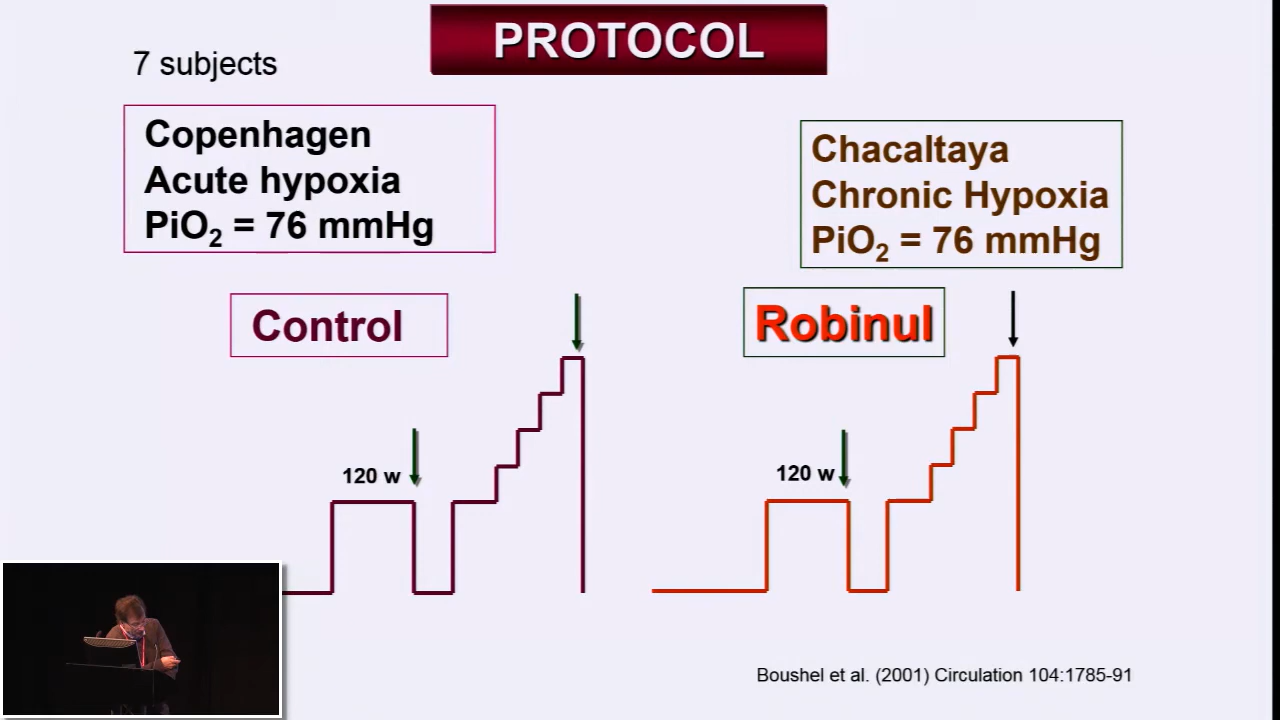 PROTOCOL
7 subjects
Copenhagen
Acute hypoxia
PiO₂ = 76 mmHg
Chacaltaya
Chronic Hypoxia
PiO₂ = 76 mmHg
Control
Robinul
120 w
120 w
Boushel et al. (2001) Circulation 104:1785-91